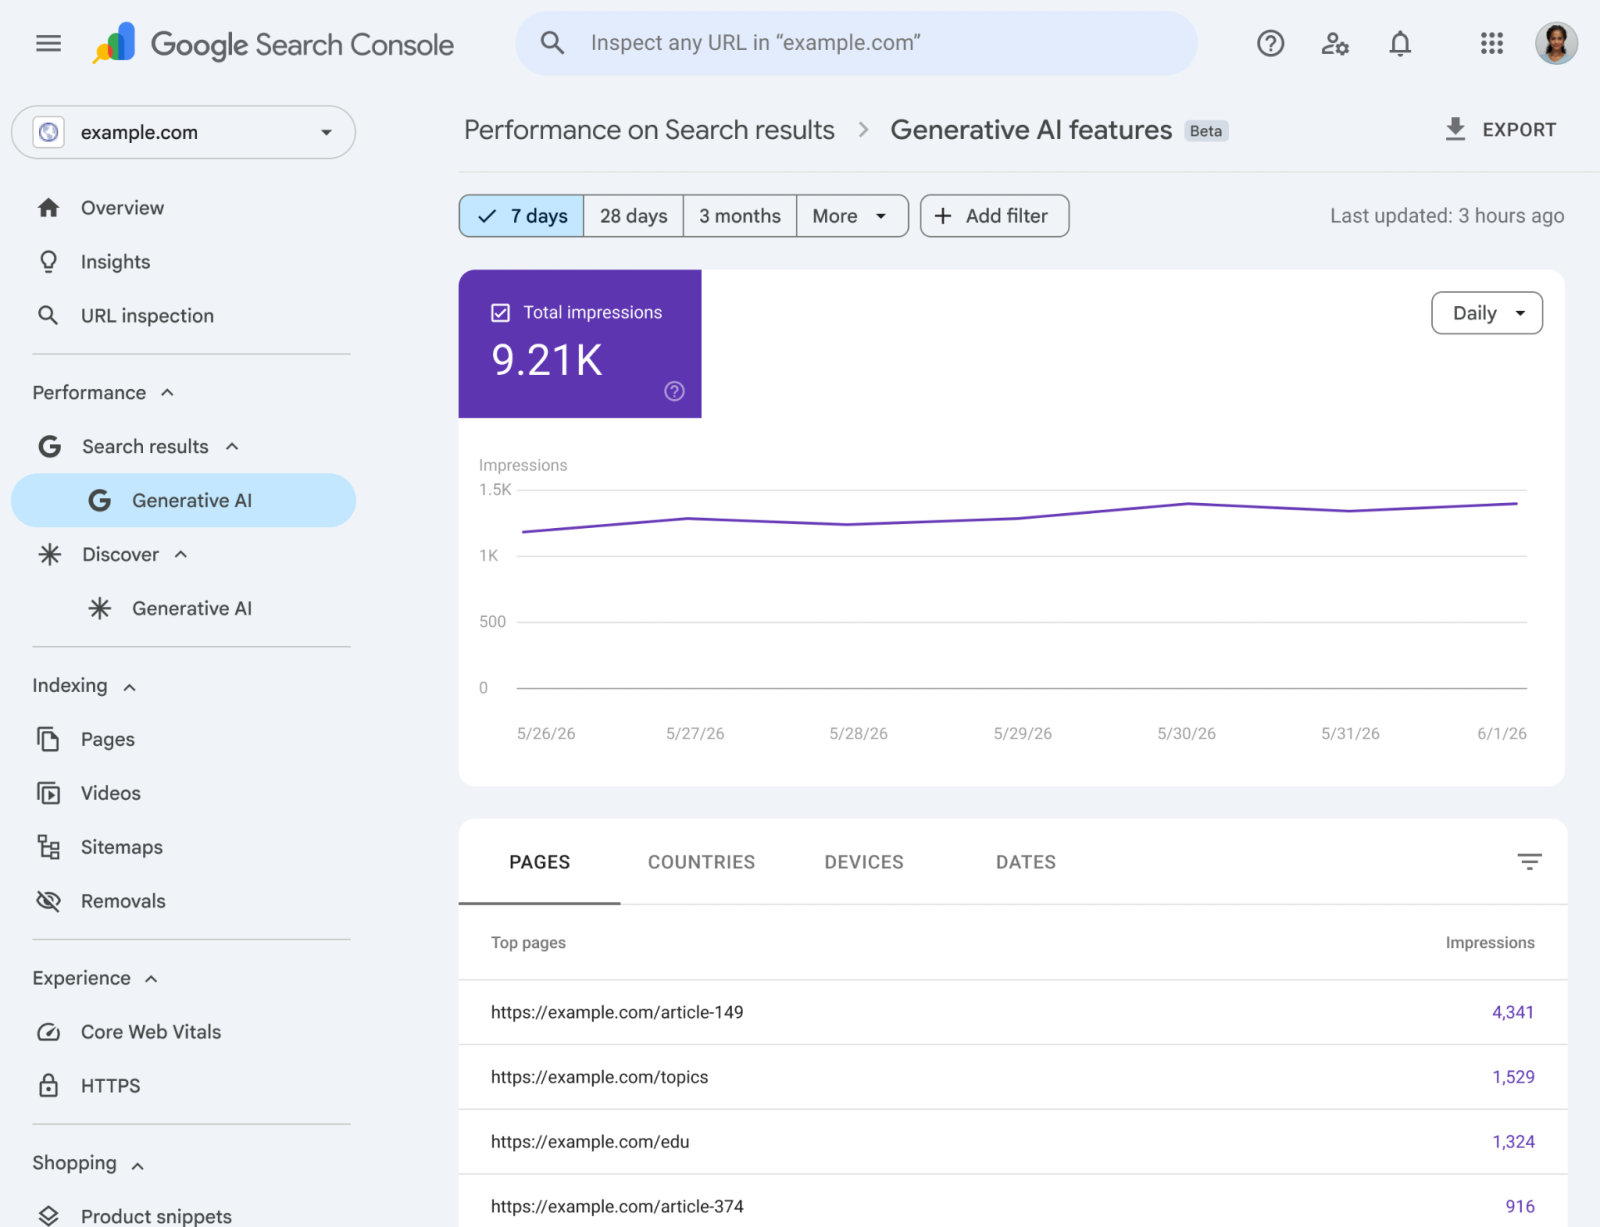 Google Search Console
Inspect any URL in “example.com”
example.com
Overview
Insights
URL inspection
Performance
Search results
Generative AI
Discover
Generative AI
Indexing
Pages
Videos
Sitemaps
Removals
Experience
Core Web Vitals
HTTPS
Shopping
Product snippets
Performance on Search results > Generative AI features Beta
EXPORT
7 days 28 days 3 months More + Add filter
Last updated: 3 hours ago
Total impressions
9.21K
Daily
Impressions
1.5K
1K
500
0
5/26/26 5/27/26 5/28/26 5/29/26 5/30/26 5/31/26 6/1/26
PAGES COUNTRIES DEVICES DATES
Top pages Impressions
https://example.com/article-149 4,341
https://example.com/topics 1,529
https://example.com/edu 1,324
https://example.com/article-374 916